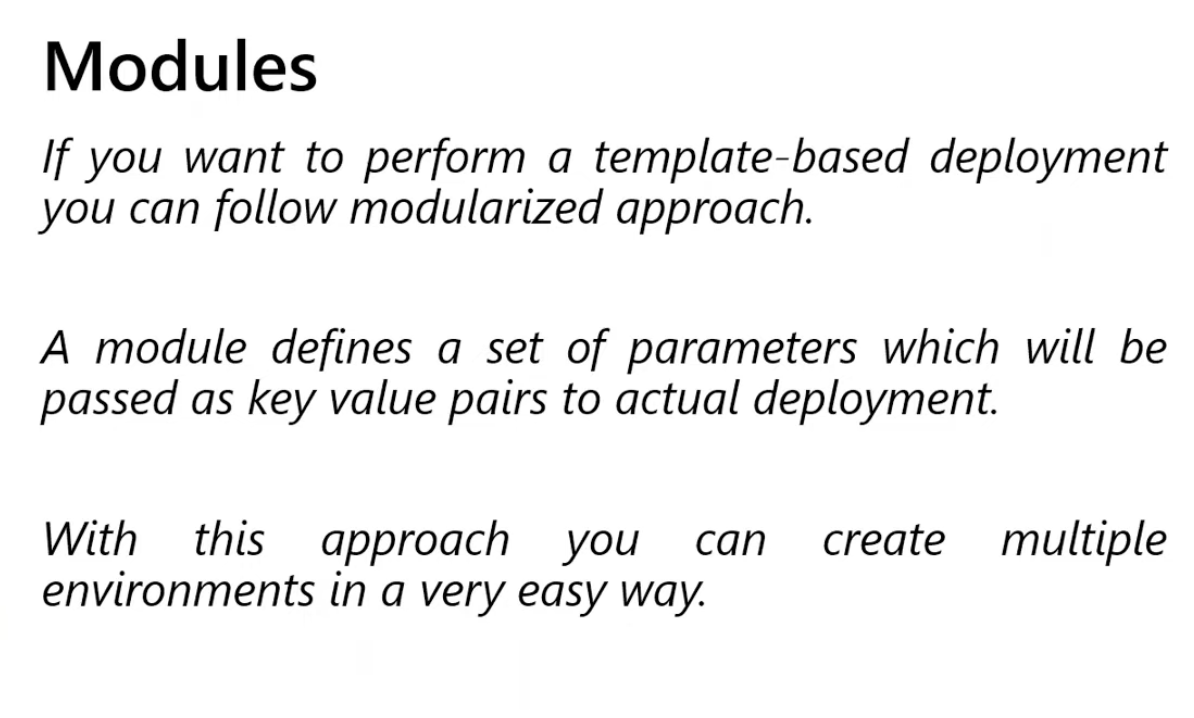 Modules
If you want to perform a template-based deployment
you can follow modularized approach.
A module defines a set of parameters which will be
passed as key value pairs to actual deployment.
With this approach you can create multiple
environments in a very easy way.